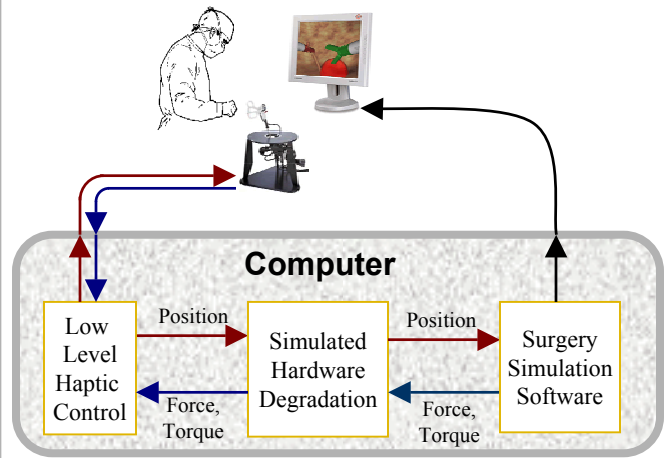 Computer
Low
Level
Haptic
Control
Position
Force,
Torque
Simulated
Hardware
Degradation
Position
Force,
Torque
Surgery
Simulation
Software